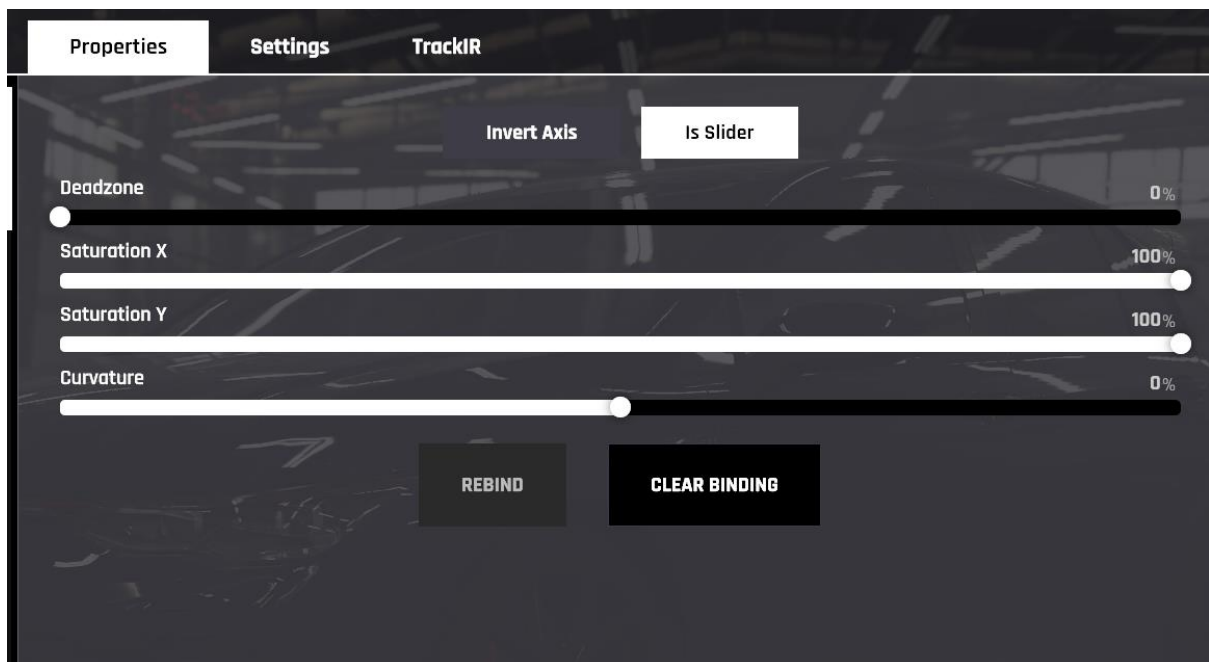 Properties Settings TrackIR
Invert Axis Is Slider
Deadzone 0%
Saturation X 100%
Saturation Y 100%
Curvature 0%
REBIND CLEAR BINDING